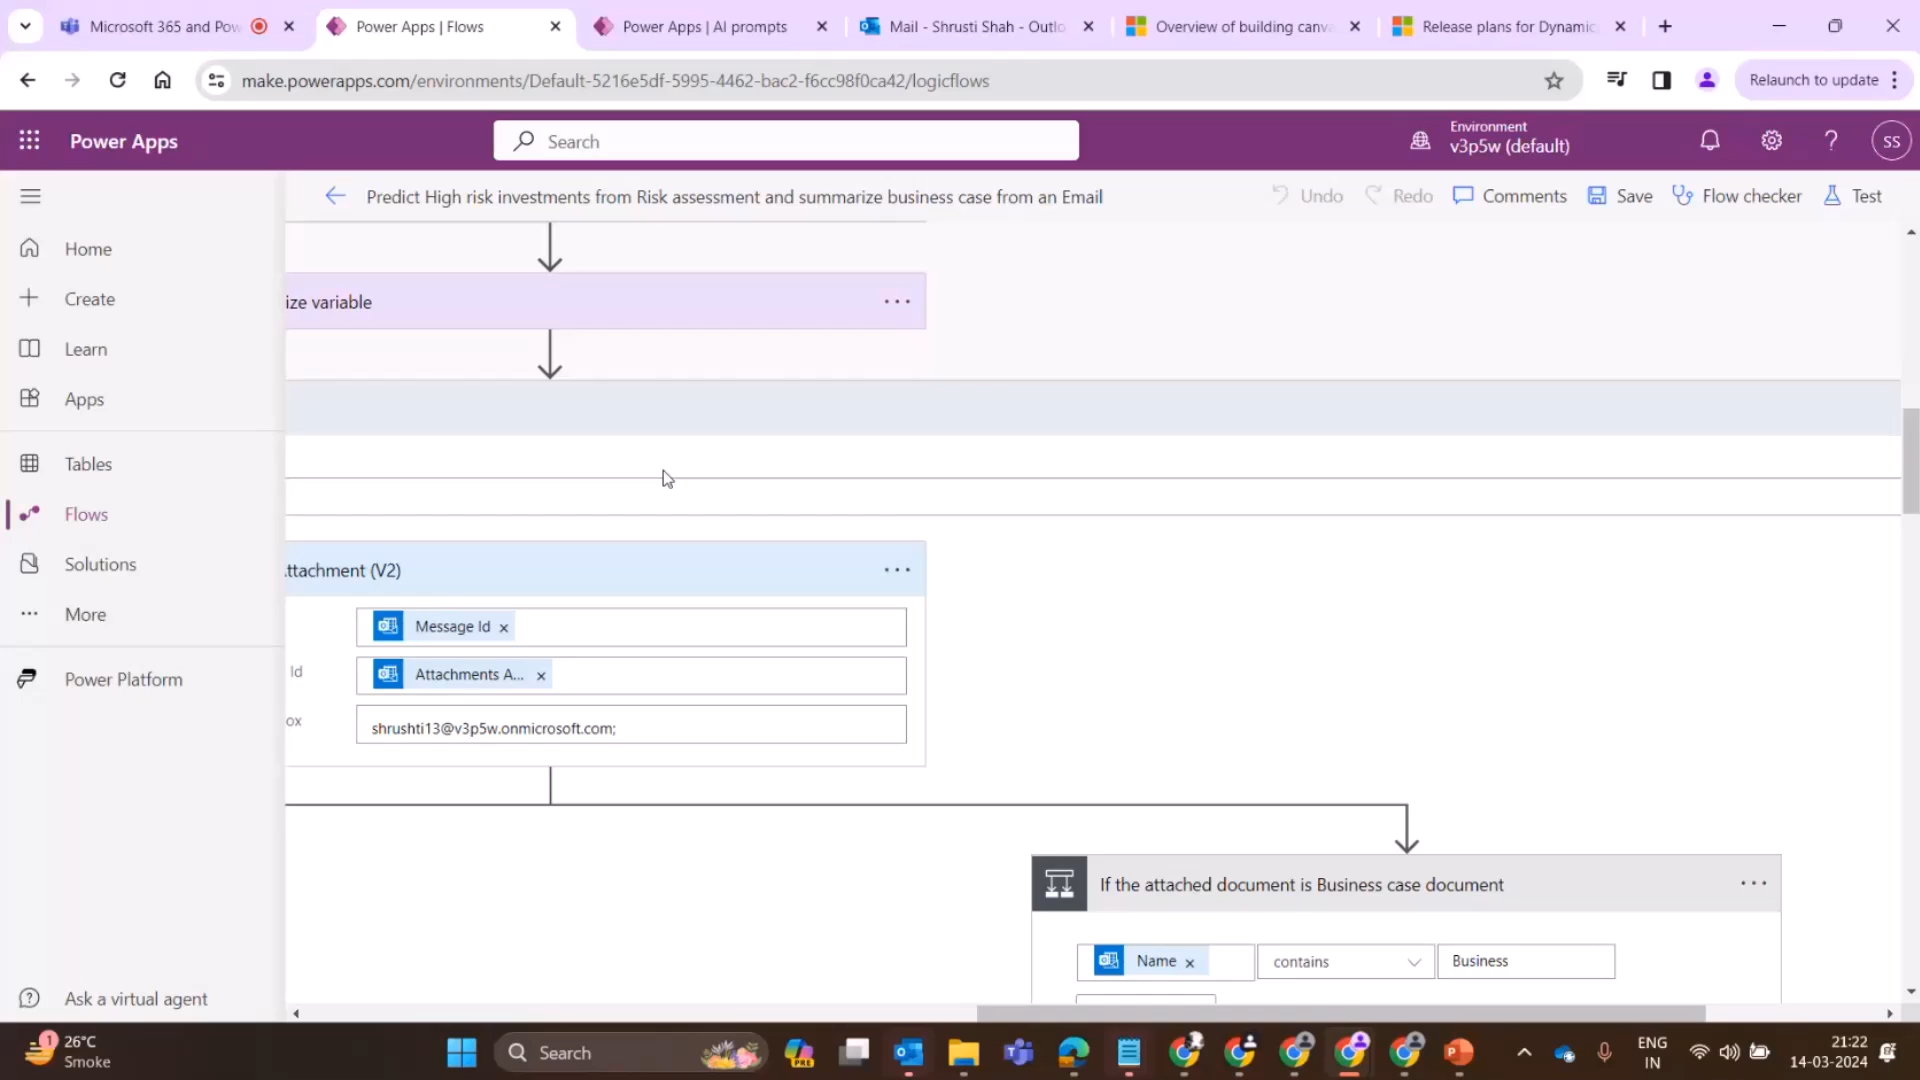 Microsoft 365 and Pow
Power Apps | Flows
Power Apps | AI prompts
Mail - Shrusti Shah - Outlo
Overview of building canva
Release plans for Dynamic
make.powerapps.com/environments/Default-5216e5df-5995-4462-bac2-f6cc98f0ca42/logicflows
Relaunch to update
Power Apps
Search
Environment
v3p5w (default)
SS
Predict High risk investments from Risk assessment and summarize business case from an Email
Undo
Redo
Comments
Save
Flow checker
Test
Home
Create
Learn
Apps
Tables
Flows
Solutions
More
Power Platform
Ask a virtual agent
ize variable
ttachment (V2)
Message Id
Id
Attachments A...
ox
shrushti13@v3p5w.onmicrosoft.com;
If the attached document is Business case document
Name
contains
Business
1
26°C
Smoke
Search
PRE
ENG
IN
21:22
14-03-2024